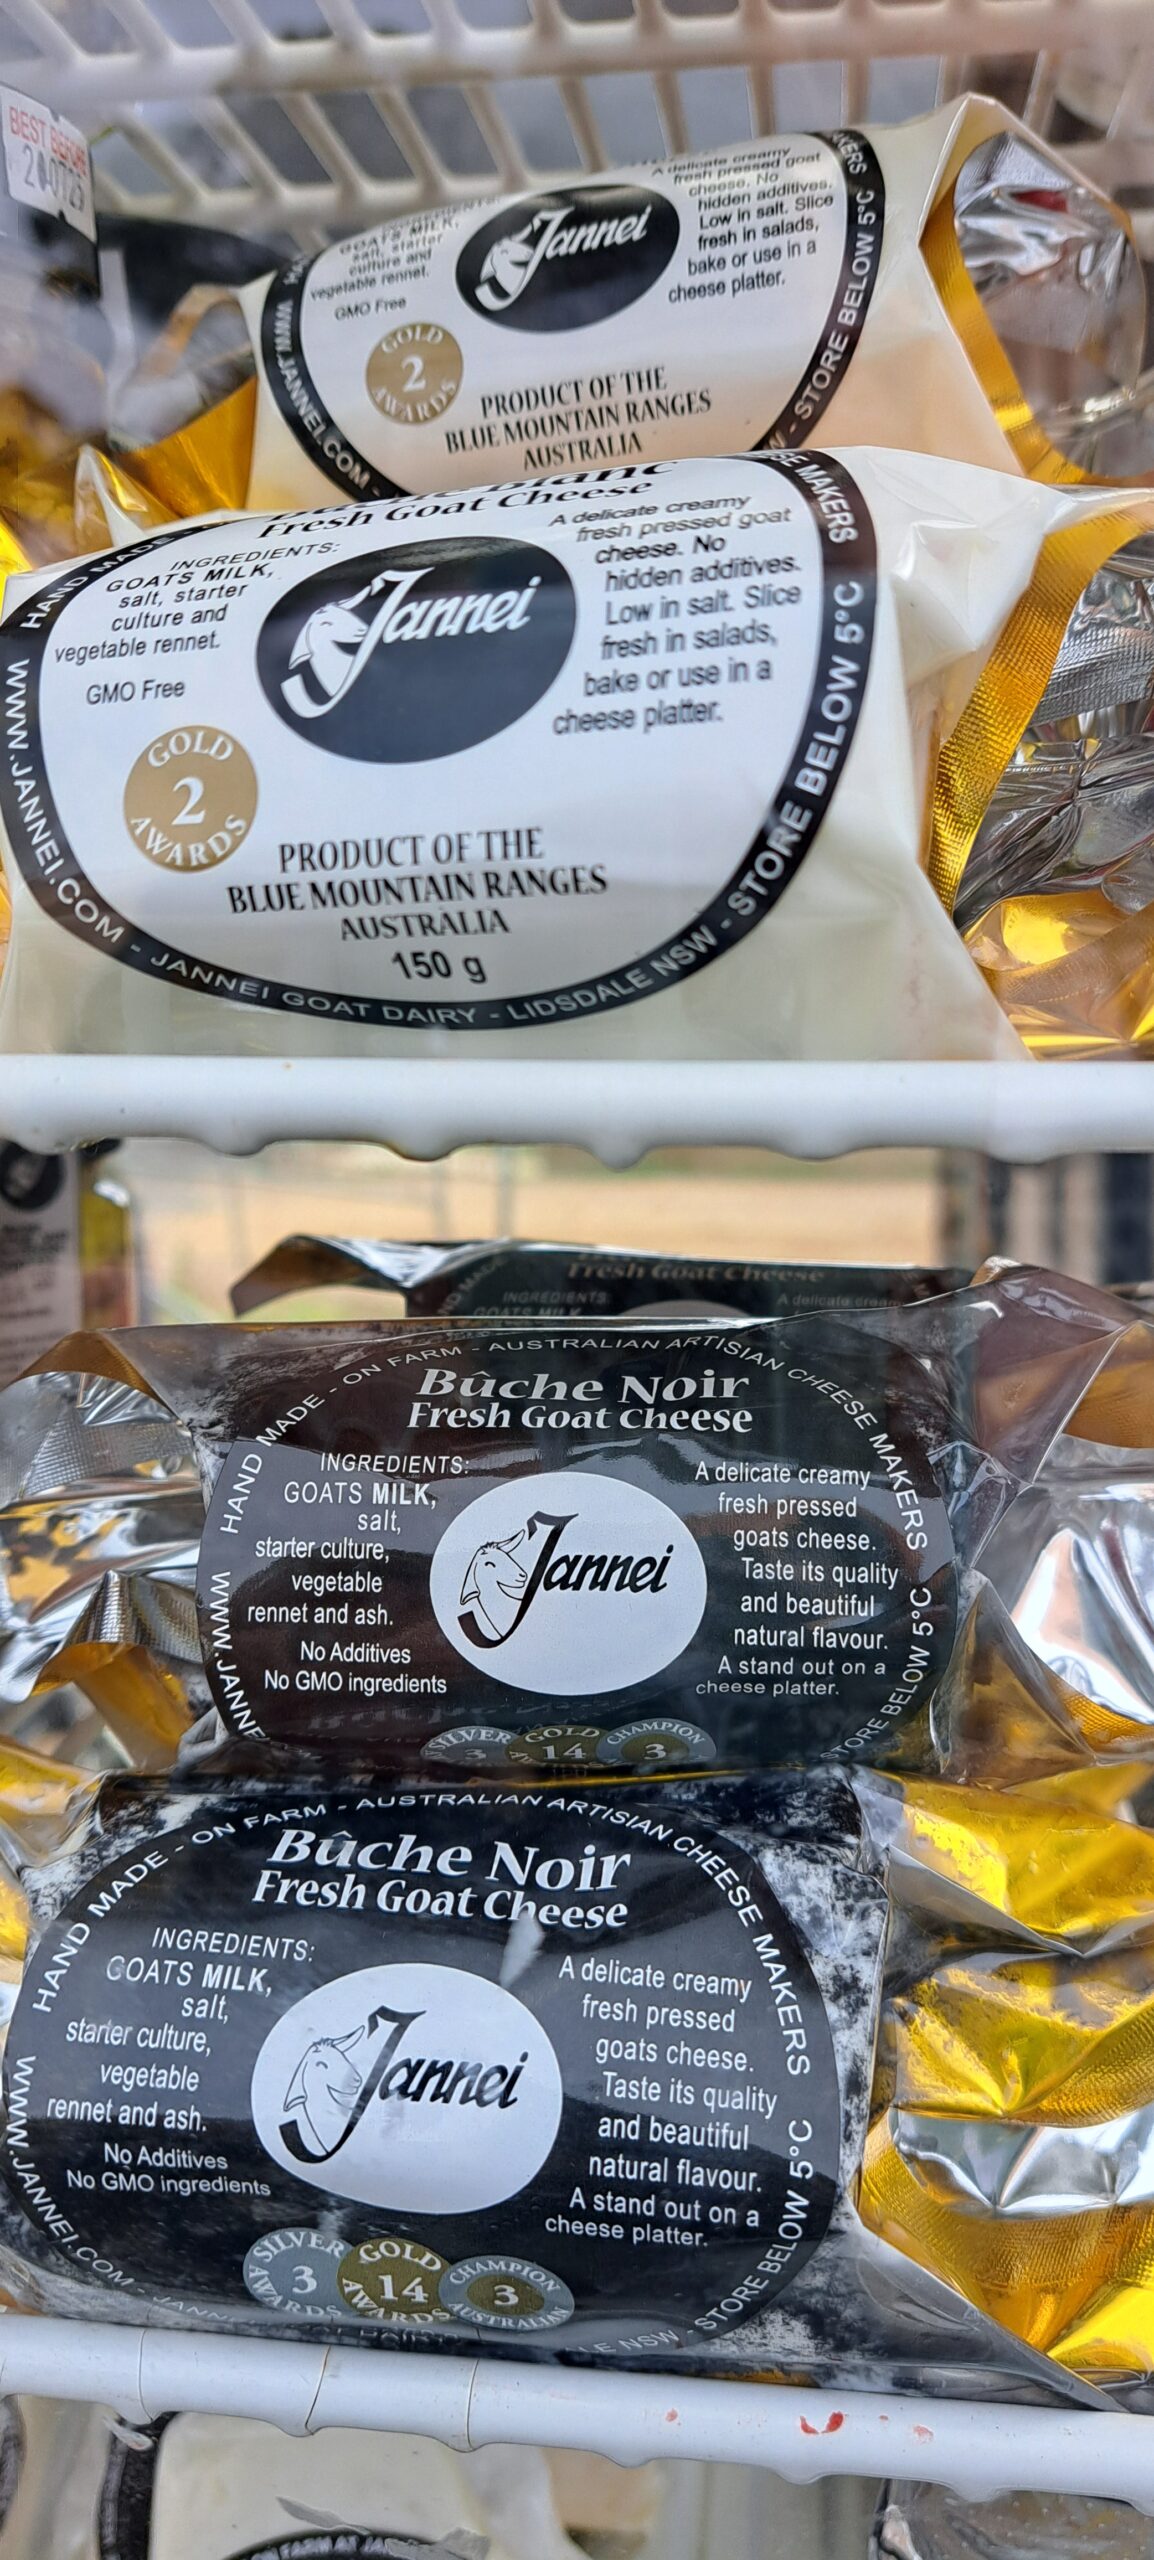 BEST BEFORE
A delicate creamy
fresh pressed goat
cheese. No
hidden additives.
Low in salt. Slice
fresh in salads,
bake or use in a
cheese platter.
GOATS MILK,
salt, starter
culture and
vegetable rennet.
GMO Free
Jannei
GOLD
2
AWARDS
PRODUCT OF THE
BLUE MOUNTAIN RANGES
AUSTRALIA
WWW.JANNEI.COM -
- STORE BELOW 5°C
Fresh Goat Cheese
HAND MADE
INGREDIENTS:
GOATS MILK,
salt, starter
culture and
vegetable rennet.
GMO Free
Jannei
A delicate creamy
fresh pressed goat
cheese. No
hidden additives.
Low in salt. Slice
fresh in salads,
bake or use in a
cheese platter.
GOLD
2
AWARDS
PRODUCT OF THE
BLUE MOUNTAIN RANGES
AUSTRALIA
150 g
WWW.JANNEI.COM - JANNEI GOAT DAIRY - LIDSDALE NSW - STORE BELOW 5°C
MAKERS
Fresh Goat Cheese
INGREDIENTS:
GOATS MILK
A delicate
HAND MADE - ON FARM - AUSTRALIAN ARTISIAN CHEESE MAKERS
Bûche Noir
Fresh Goat Cheese
INGREDIENTS:
GOATS MILK,
salt,
starter culture,
vegetable
rennet and ash.
No Additives
No GMO ingredients
Jannei
A delicate creamy
fresh pressed
goats cheese.
Taste its quality
and beautiful
natural flavour.
A stand out on a
cheese platter.
SILVER
3
GOLD
14
CHAMPION
3
STORE BELOW 5°C
HAND MADE - ON FARM - AUSTRALIAN ARTISIAN CHEESE MAKERS
Bûche Noir
Fresh Goat Cheese
INGREDIENTS:
GOATS MILK,
salt,
starter culture,
vegetable
rennet and ash.
No Additives
No GMO ingredients
Jannei
A delicate creamy
fresh pressed
goats cheese.
Taste its quality
and beautiful
natural flavour.
A stand out on a
cheese platter.
SILVER
3
AWARDS
GOLD
14
AWARDS
CHAMPION
3
AUSTRALIAN
WWW.JANNEI.COM -
NSW - STORE BELOW 5°C